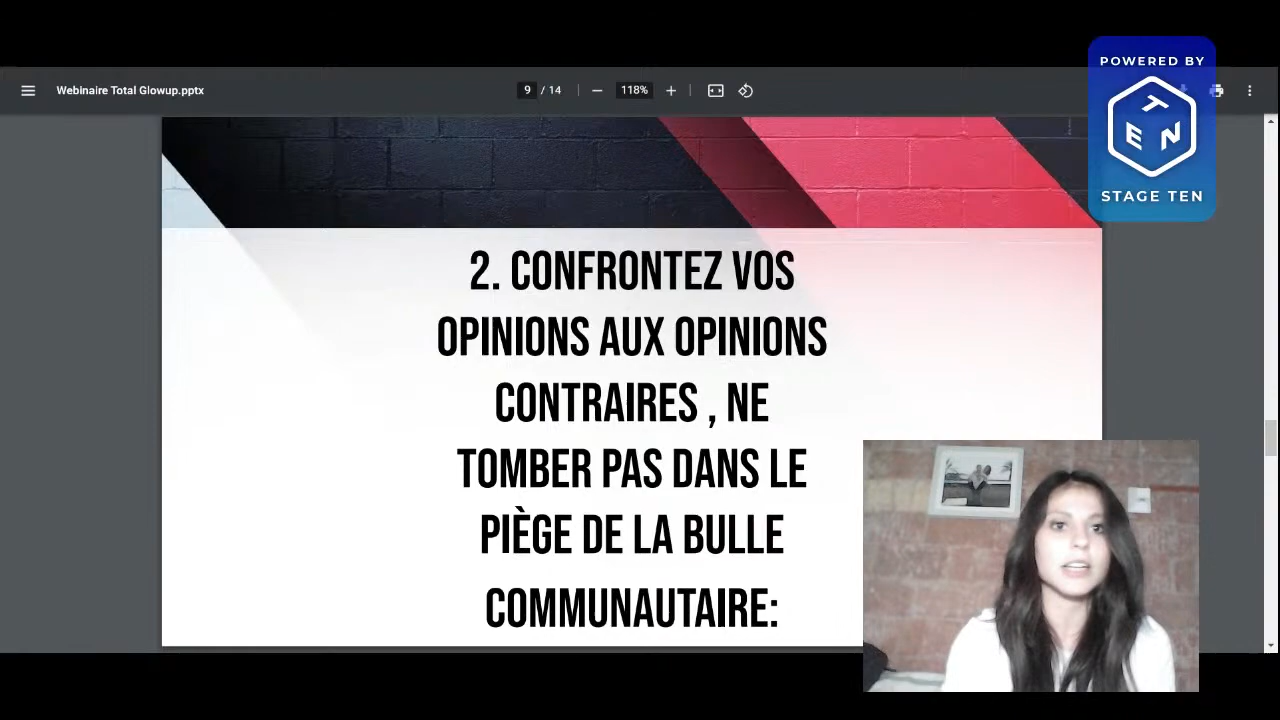 POWERED BY
Webinaire Total Glowup.pptx
9 / 14
118%
TEN
STAGE TEN
2. CONFRONTEZ VOS
OPINIONS AUX OPINIONS
CONTRAIRES , NE
TOMBER PAS DANS LE
PIÈGE DE LA BULLE
COMMUNAUTAIRE: